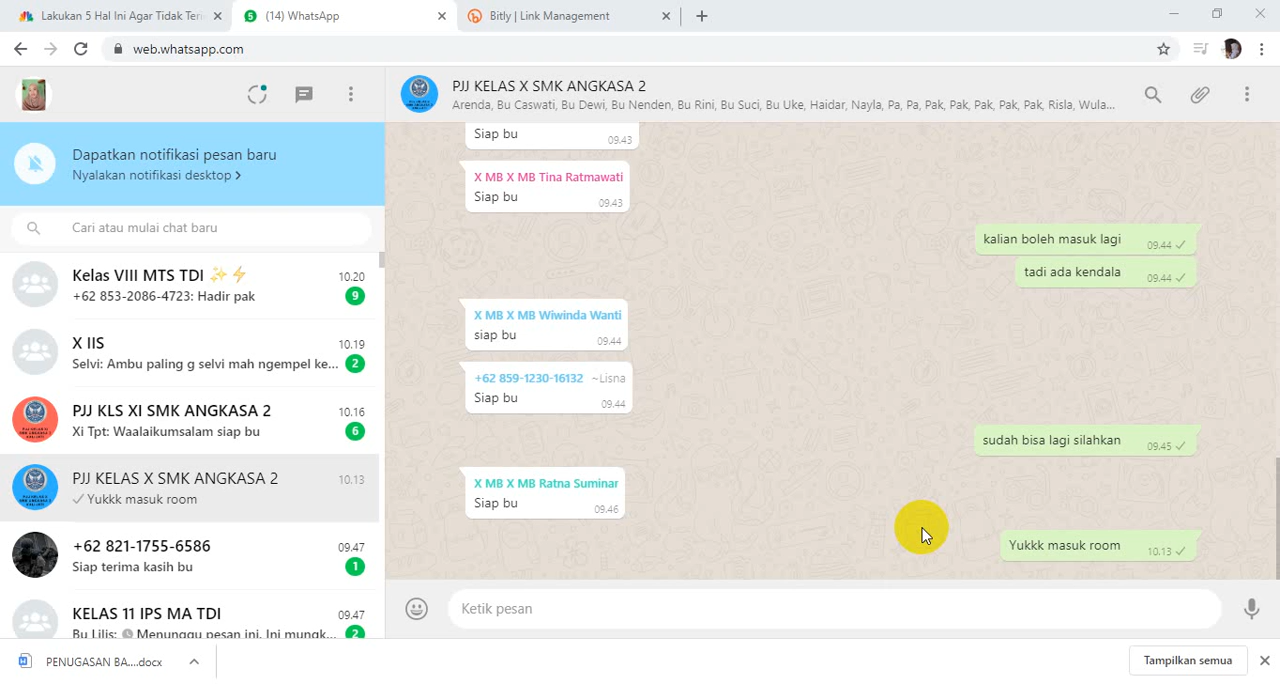 Lakukan 5 Hal Ini Agar Tidak Ter
(14) WhatsApp
Bitly | Link Management
web.whatsapp.com
PJJ KELAS X SMK ANGKASA 2
Arenda, Bu Caswati, Bu Dewi, Bu Nenden, Bu Rini, Bu Suci, Bu Uke, Haidar, Nayla, Pa, Pa, Pak, Pak, Pak, Pak, Pak, Risla, Wula...
Dapatkan notifikasi pesan baru
Nyalakan notifikasi desktop >
Cari atau mulai chat baru
Kelas VIII MTS TDI ✨⚡ 10.20
+62 853-2086-4723: Hadir pak 9
X IIS 10.19
Selvi: Ambu paling g selvi mah ngempel ke... 2
PJJ KLS XI SMK ANGKASA 2 10.16
Xi Tpt: Waalaikumsalam siap bu 6
PJJ KELAS X SMK ANGKASA 2 10.13
Yukkk masuk room
+62 821-1755-6586 09.47
Siap terima kasih bu 1
KELAS 11 IPS MA TDI 09.47
Bu Lilis: Menunggu pesan ini. Ini mungk... 2
Siap bu 09.43
X MB X MB Tina Ratmawati
Siap bu 09.43
kalian boleh masuk lagi 09.44
tadi ada kendala 09.44
X MB X MB Wiwinda Wanti
siap bu 09.44
+62 859-1230-16132 ~Lisna
Siap bu 09.44
sudah bisa lagi silahkan 09.45
X MB X MB Ratna Suminar
Siap bu 09.46
Yukkk masuk room 10.13
Ketik pesan
PENUGASAN BA....docx
Tampilkan semua